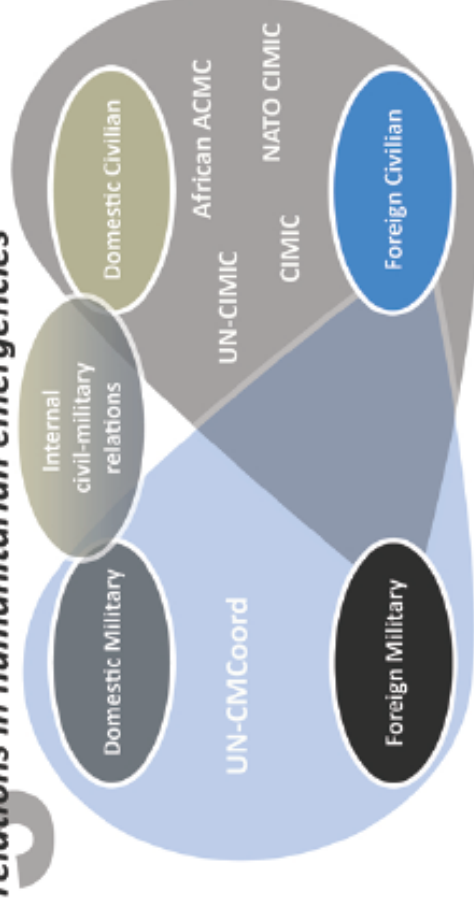 relations in humanitarian emergencies
Domestic Military
Internal
civil-military
relations
Domestic Civilian
UN-CMCoord
UN-CIMIC
African ACMC
CIMIC
NATO CIMIC
Foreign Military
Foreign Civilian